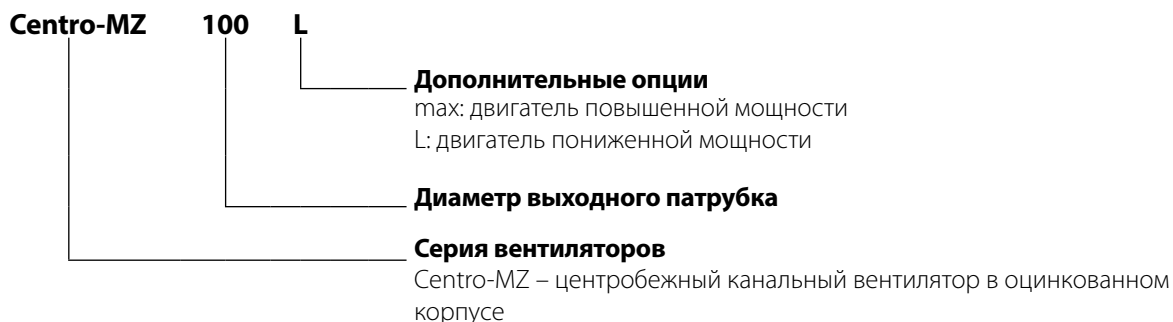 Centro-MZ 100 L
Дополнительные опции
max: двигатель повышенной мощности
L: двигатель пониженной мощности
Диаметр выходного патрубка
Серия вентиляторов
Centro-MZ – центробежный канальный вентилятор в оцинкованном
корпусе